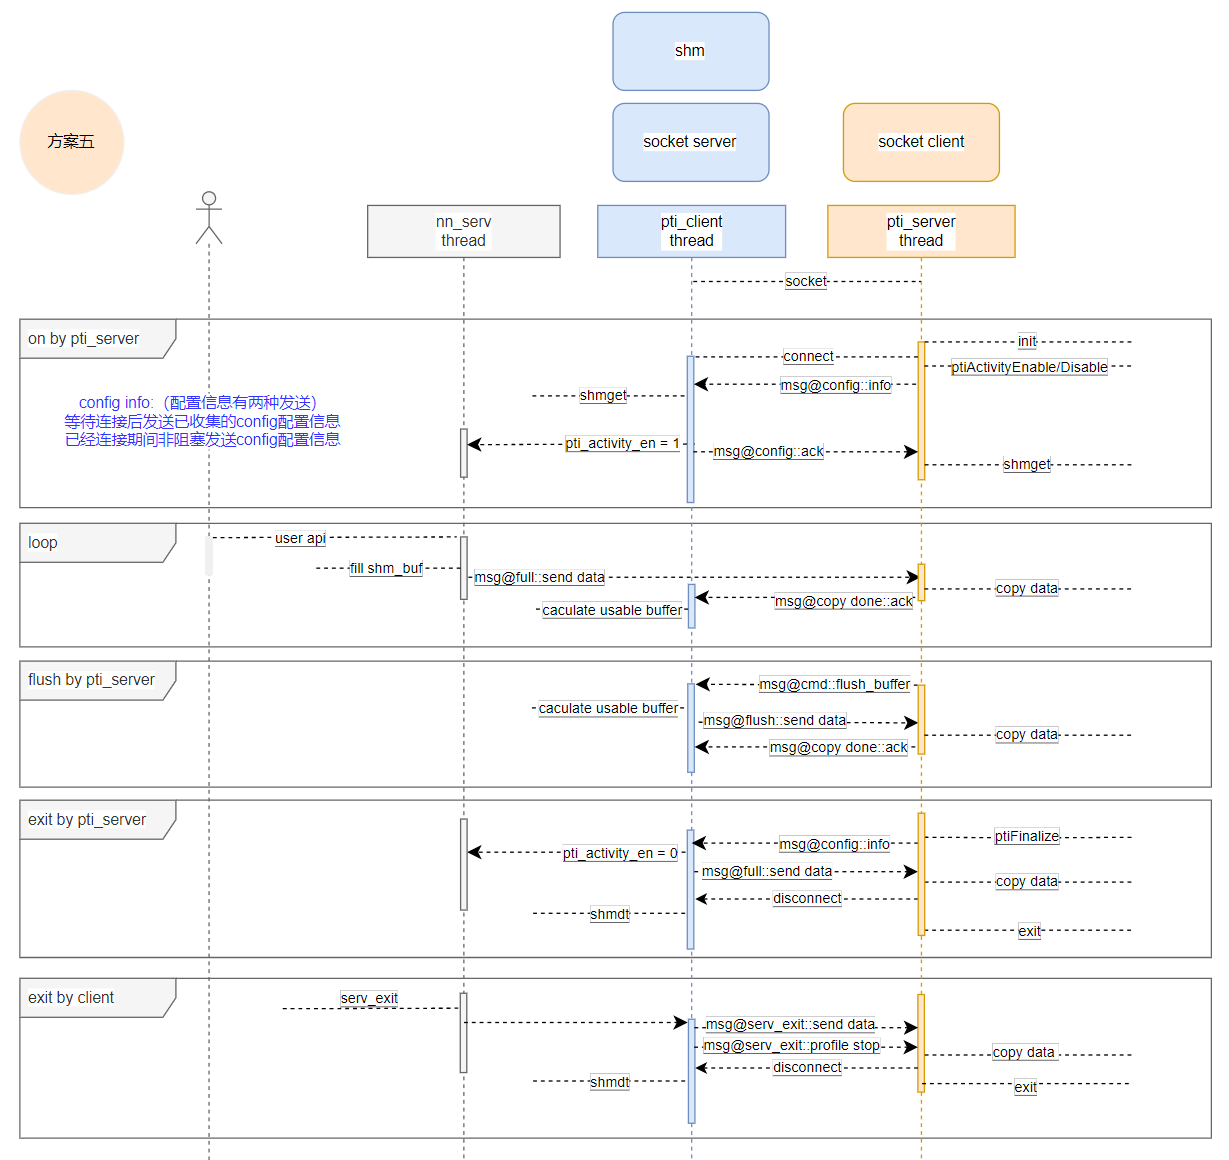 shm
方案五
socket server
socket client
nn_serv
thread
pti_client
thread
pti_server
thread
socket
on by pti_server
init
connect
ptiActivityEnable/Disable
msg@config::info
shmget
config info:（配置信息有两种发送）
等待连接后发送已收集的config配置信息
已经连接期间非阻塞发送config配置信息
pti_activity_en = 1
msg@config::ack
shmget
loop
user api
fill shm_buf
msg@full::send data
copy data
msg@copy done::ack
caculate usable buffer
flush by pti_server
msg@cmd::flush_buffer
caculate usable buffer
msg@flush::send data
copy data
msg@copy done::ack
exit by pti_server
ptiFinalize
msg@config::info
pti_activity_en = 0
msg@full::send data
copy data
disconnect
shmdt
exit
exit by client
serv_exit
msg@serv_exit::send data
msg@serv_exit::profile stop
copy data
disconnect
shmdt
exit